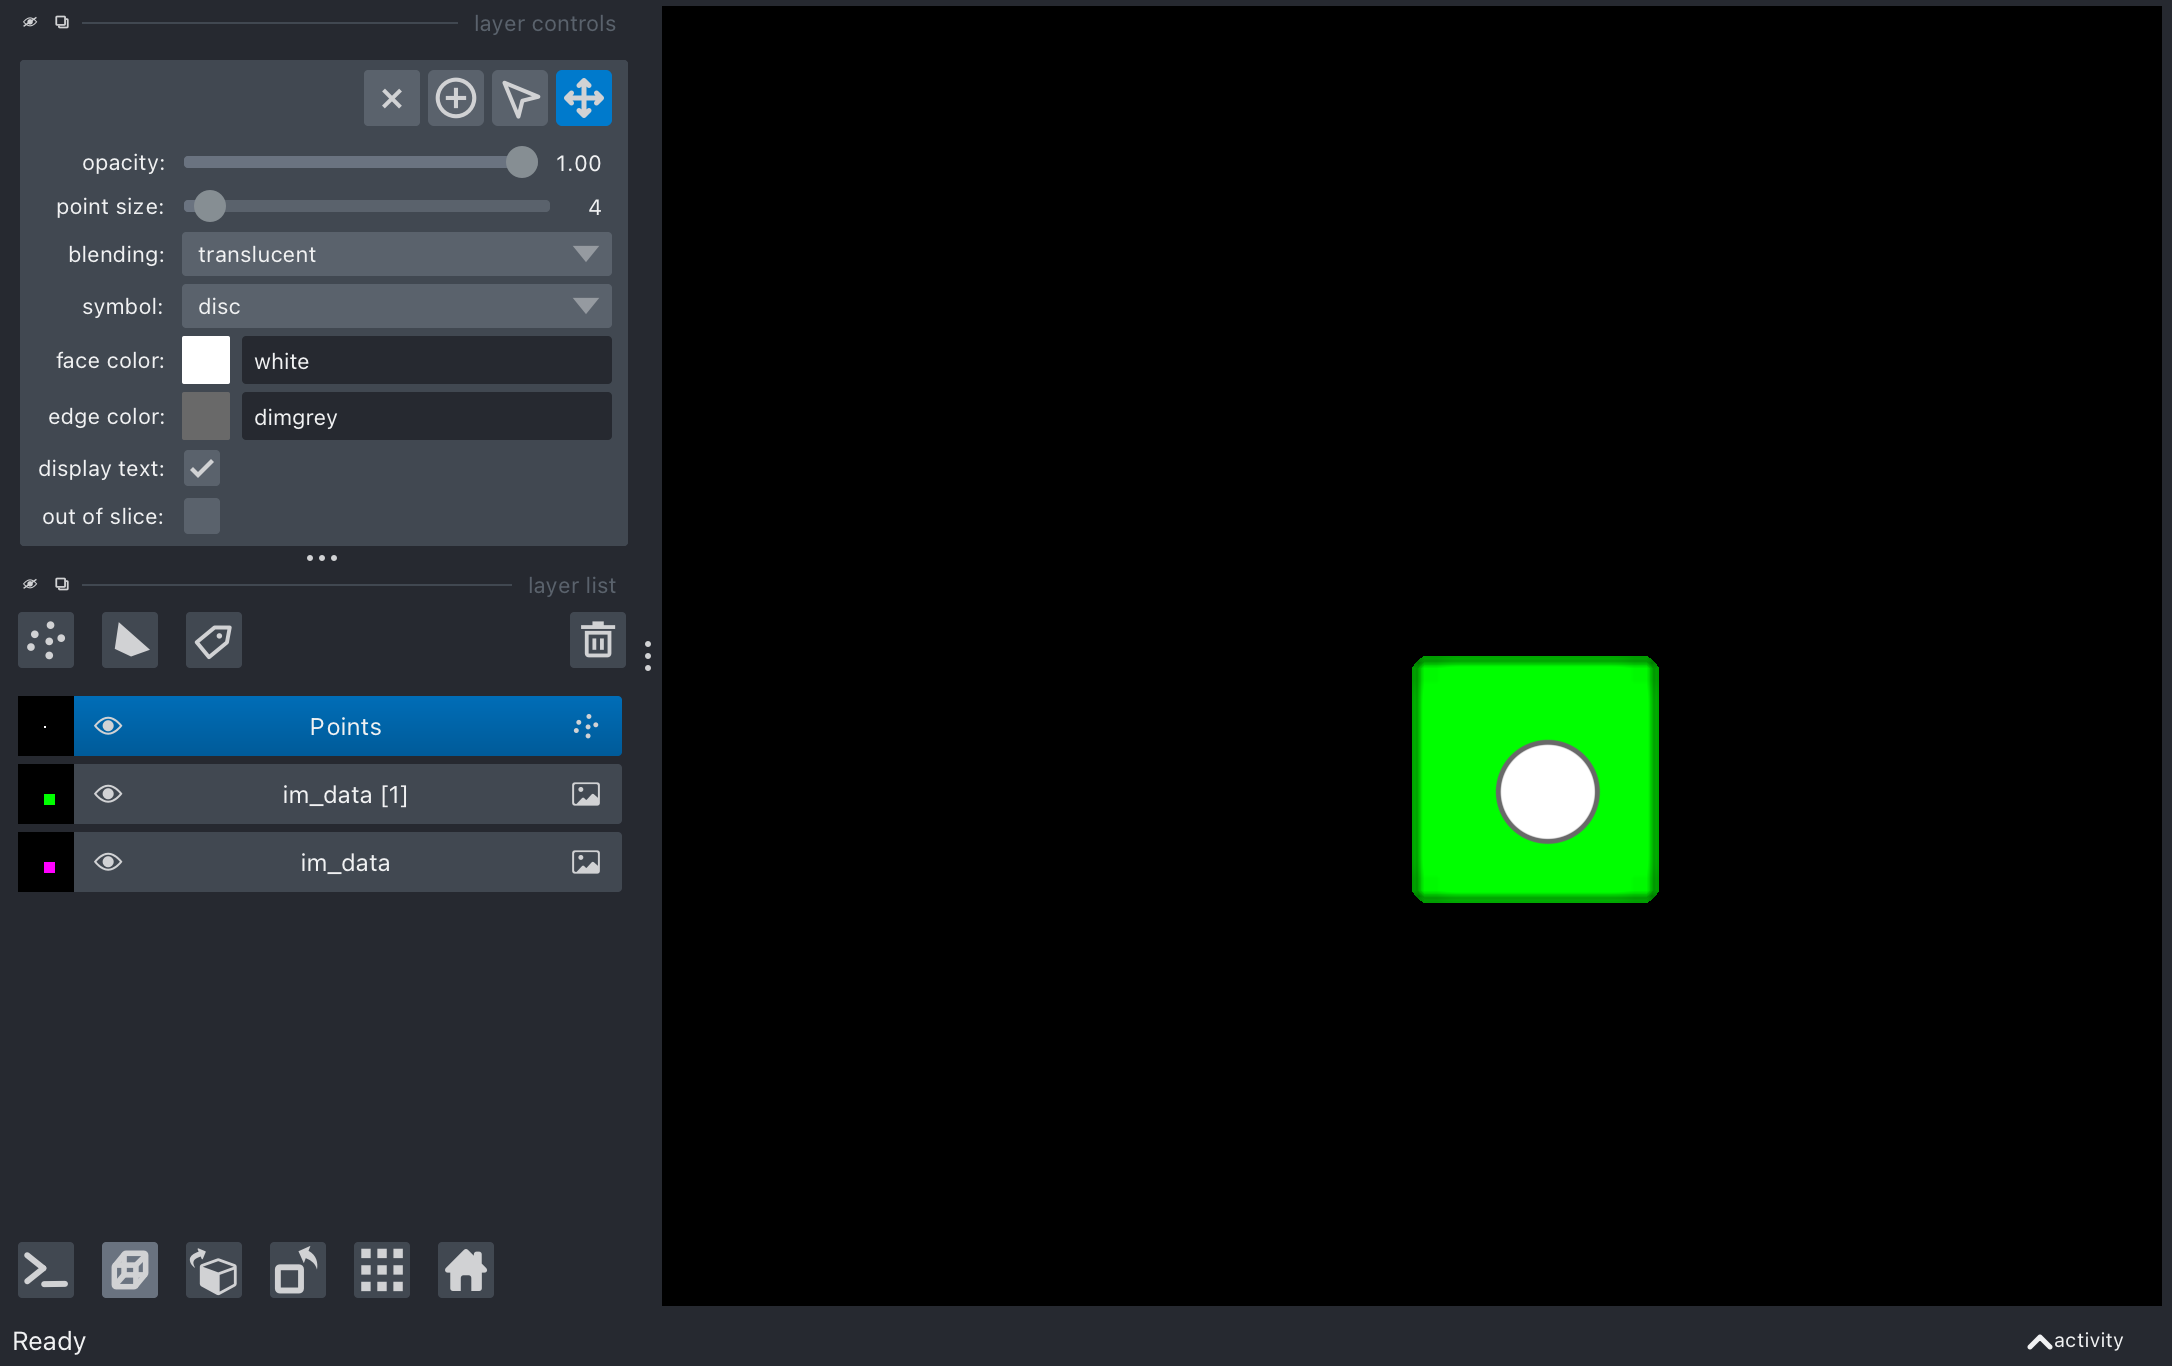 layer controls
opacity: 1.00
point size: 4
blending: translucent
symbol: disc
face color: white
edge color: dimgrey
display text:
out of slice:
layer list
Points
im_data [1]
im_data
Ready
activity